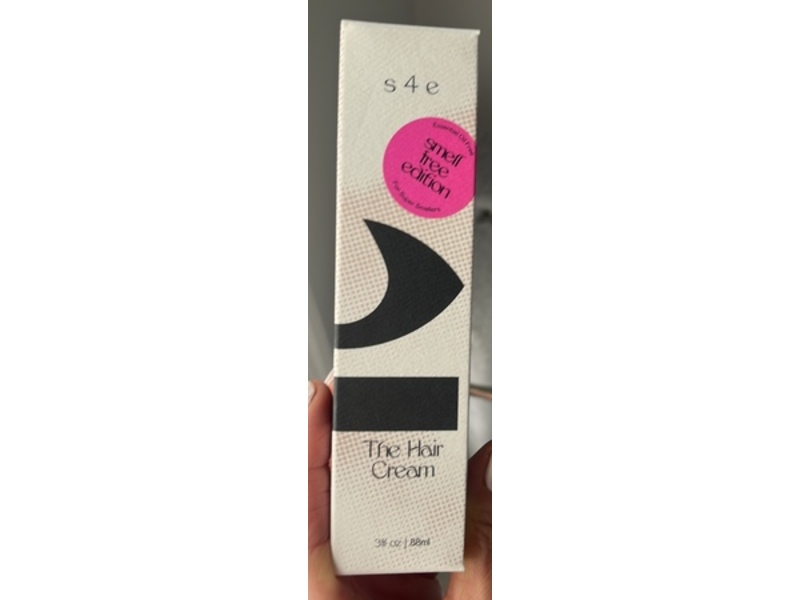 s4e
Essential Oil Free
smell
free
edition
For Super Smellers
The Hair
Cream
3fl oz | 88ml